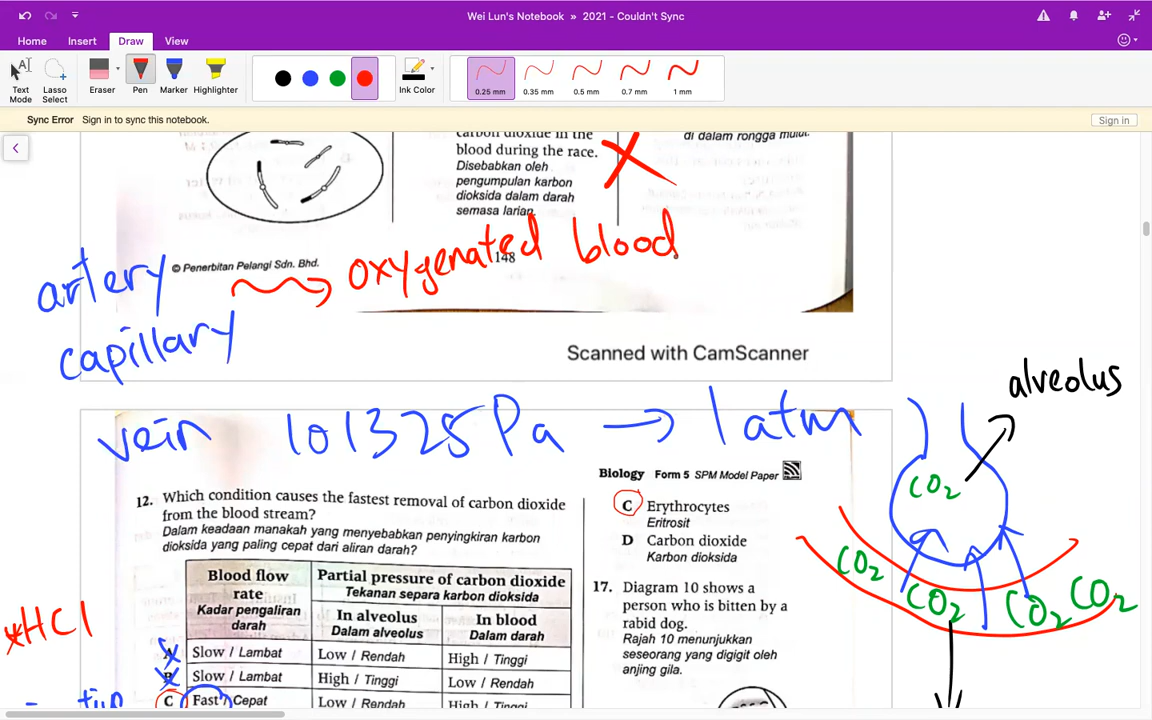 Wei Lun's Notebook » 2021 - Couldn't Sync
Home Insert Draw View
Text Mode
Lasso Select
Eraser
Pen
Marker
Highlighter
Ink Color
0.25 mm
0.35 mm
0.5 mm
0.7 mm
1 mm
Sync Error Sign in to sync this notebook.
Sign in
carbon dioxide in the
blood during the race.
Disebabkan oleh
pengumpulan karbon
dioksida dalam darah
semasa larian.
di dalam rongga mulut.
© Penerbitan Pelangi Sdn. Bhd.
148
artery
oxygenated blood
capillary
Scanned with CamScanner
vein 101325 Pa → 1 atm
alveolus
CO2
CO2
CO2
CO2
CO2
*HCl
12. Which condition causes the fastest removal of carbon dioxide
from the blood stream?
Dalam keadaan manakah yang menyebabkan penyingkiran karbon
dioksida yang paling cepat dari aliran darah?
Blood flow
rate
Kadar pengaliran
darah
Partial pressure of carbon dioxide
Tekanan separa karbon dioksida
In alveolus
Dalam alveolus
In blood
Dalam darah
A Slow / Lambat Low / Rendah High / Tinggi
B Slow / Lambat High / Tinggi Low / Rendah
C Fast / Cepat Low / Rendah High / Tinggi
Biology Form 5 SPM Model Paper
C Erythrocytes
Eritrosit
D Carbon dioxide
Karbon dioksida
17. Diagram 10 shows a
person who is bitten by a
rabid dog.
Rajah 10 menunjukkan
seseorang yang digigit oleh
anjing gila.